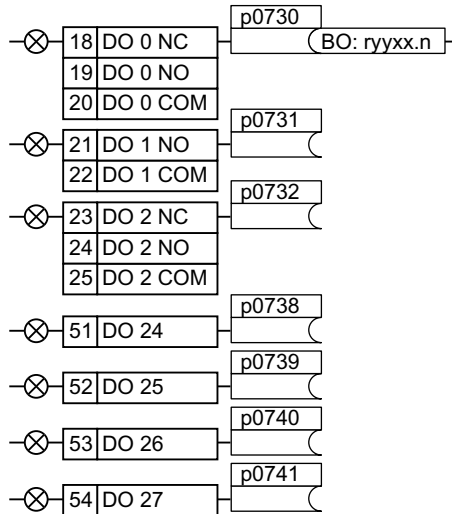 p0730
18 DO 0 NC BO: ryyxx.n
19 DO 0 NO
20 DO 0 COM
p0731
21 DO 1 NO
22 DO 1 COM
p0732
23 DO 2 NC
24 DO 2 NO
25 DO 2 COM
p0738
51 DO 24
p0739
52 DO 25
p0740
53 DO 26
p0741
54 DO 27